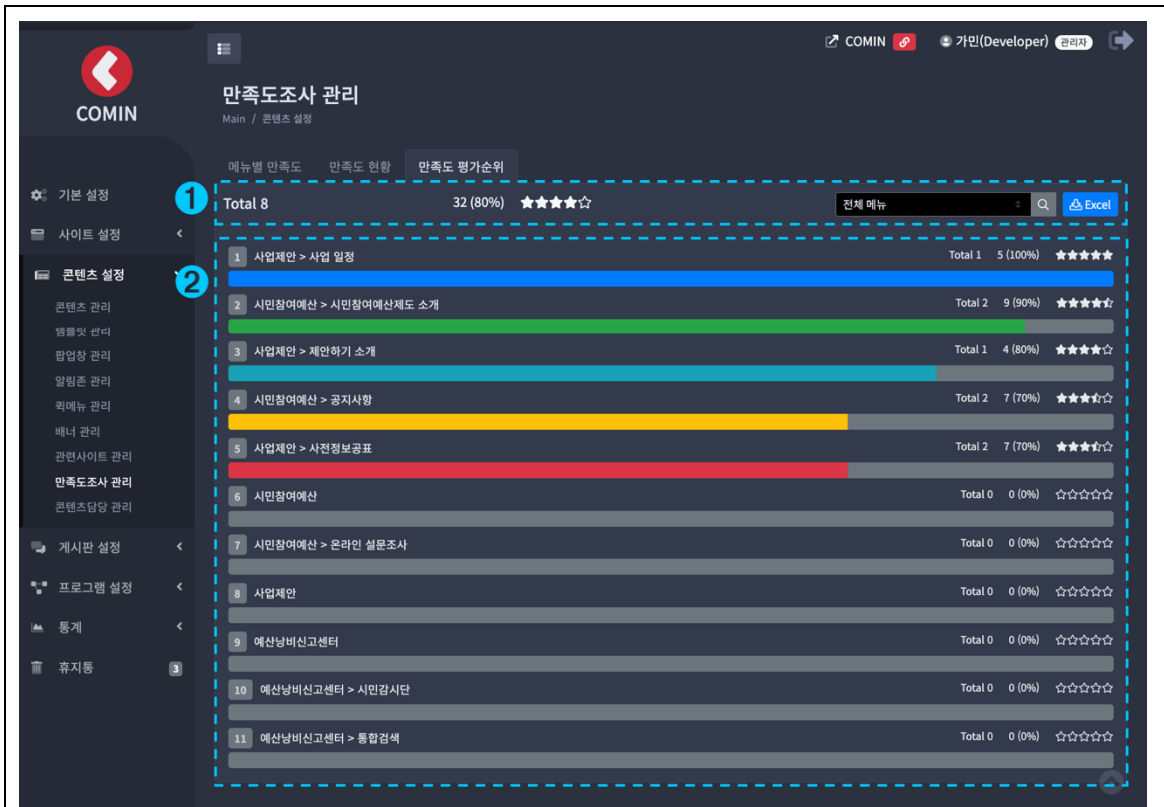 COMIN
가민(Developer) 관리자
COMIN
만족도조사 관리
Main / 콘텐츠 설정
메뉴별 만족도 만족도 현황 만족도 평가순위
기본 설정
사이트 설정
콘텐츠 설정
콘텐츠 관리
템플릿 관리
팝업창 관리
알림존 관리
퀵메뉴 관리
배너 관리
관련사이트 관리
만족도조사 관리
콘텐츠담당 관리
게시판 설정
프로그램 설정
통계
휴지통 3
1
Total 8 32 (80%) ★★★★☆ 전체 메뉴 Excel
2
1 사업제안 > 사업 일정 Total 1 5 (100%)
2 시민참여예산 > 시민참여예산제도 소개 Total 2 9 (90%)
3 사업제안 > 제안하기 소개 Total 1 4 (80%)
4 시민참여예산 > 공지사항 Total 2 7 (70%)
5 사업제안 > 사전정보공표 Total 2 7 (70%)
6 시민참여예산 Total 0 0 (0%)
7 시민참여예산 > 온라인 설문조사 Total 0 0 (0%)
8 사업제안 Total 0 0 (0%)
9 예산낭비신고센터 Total 0 0 (0%)
10 예산낭비신고센터 > 시민감시단 Total 0 0 (0%)
11 예산낭비신고센터 > 통합검색 Total 0 0 (0%)